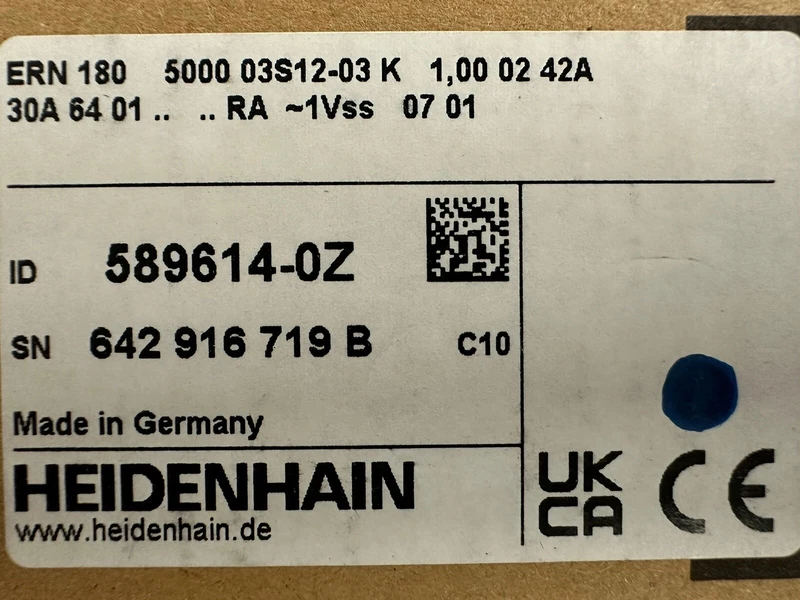 ERN 180 5000 03S12-03 K 1,00 02 42A
30A 64 01 .. .. RA ~1Vss 07 01
ID 589614-0Z
SN 642 916 719 B C10
Made in Germany
HEIDENHAIN
www.heidenhain.de
UK
CA
CE